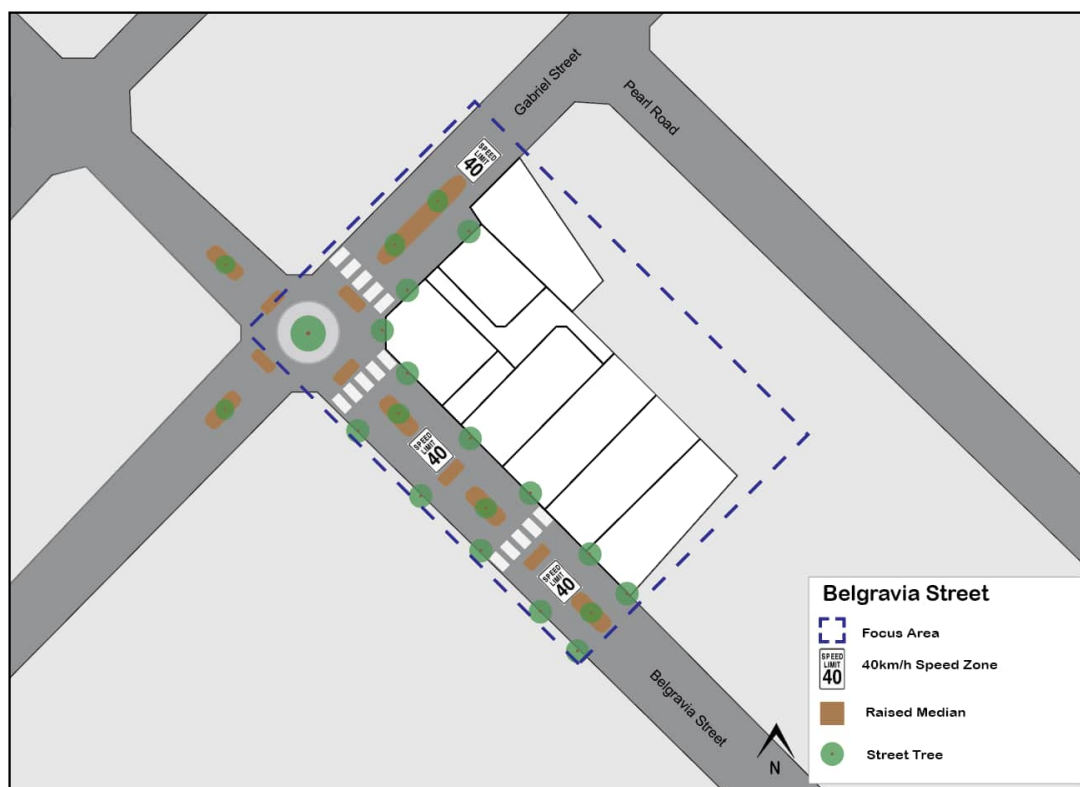 Gabriel Street
Pearl Road
SPEED
LIMIT
40
SPEED
LIMIT
40
SPEED
LIMIT
40
Belgravia Street
Belgravia Street
Focus Area
SPEED
LIMIT
40
40km/h Speed Zone
Raised Median
Street Tree
N